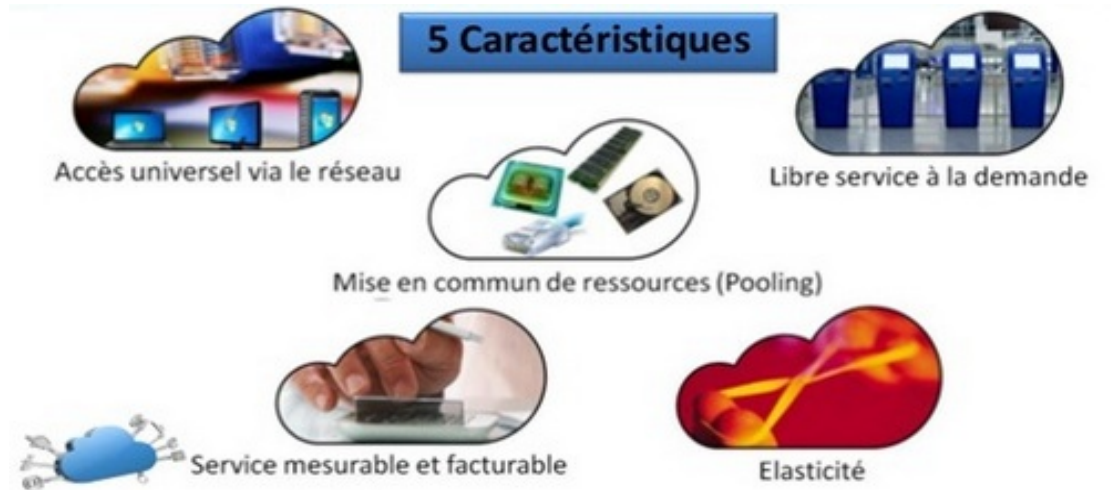 5 Caractéristiques
Accès universel via le réseau
Libre service à la demande
Mise en commun de ressources (Pooling)
Service mesurable et facturable
Elasticité